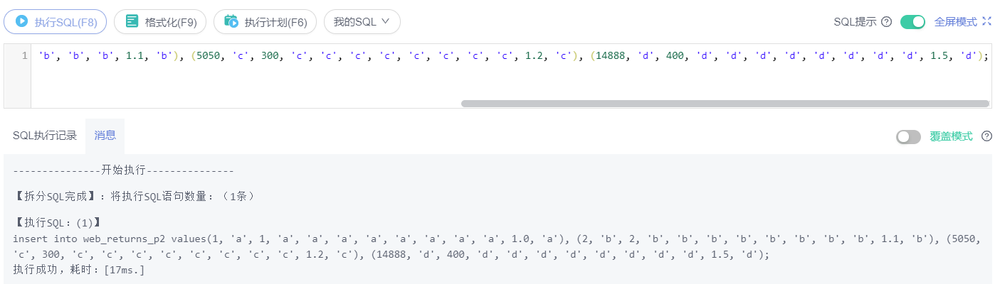 执行SQL(F8) 格式化(F9) 执行计划(F6) 我的SQL SQL提示 全屏模式
1 'b', 'b', 'b', 1.1, 'b'), (5050, 'c', 300, 'c', 'c', 'c', 'c', 'c', 'c', 'c', 'c', 1.2, 'c'), (14888, 'd', 400, 'd', 'd', 'd', 'd', 'd', 'd', 'd', 'd', 1.5, 'd');
SQL执行记录 消息 覆盖模式
---------------开始执行---------------
【拆分SQL完成】：将执行SQL语句数量：（1条）
【执行SQL：(1)】
insert into web_returns_p2 values(1, 'a', 1, 'a', 'a', 'a', 'a', 'a', 'a', 'a', 'a', 1.0, 'a'), (2, 'b', 2, 'b', 'b', 'b', 'b', 'b', 'b', 'b', 'b', 1.1, 'b'), (5050,
'c', 300, 'c', 'c', 'c', 'c', 'c', 'c', 'c', 'c', 1.2, 'c'), (14888, 'd', 400, 'd', 'd', 'd', 'd', 'd', 'd', 'd', 'd', 1.5, 'd');
执行成功，耗时：[17ms.]